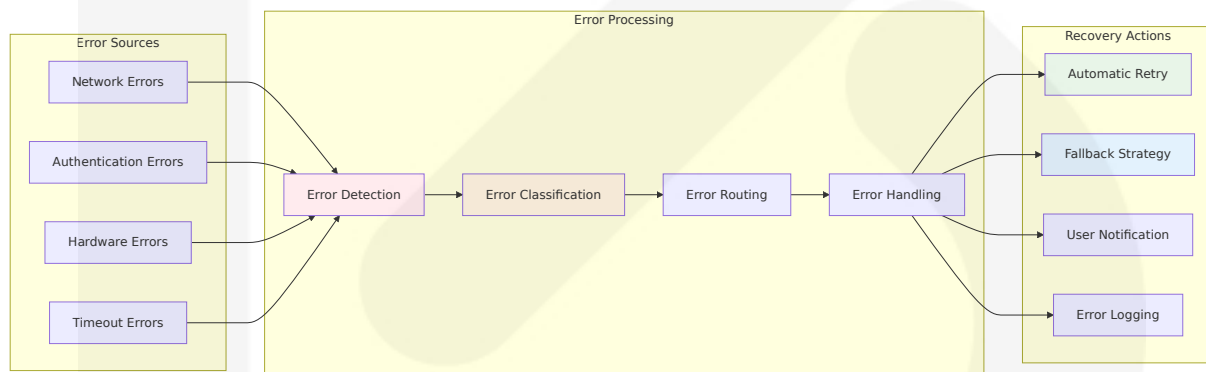 Error Sources
Network Errors
Authentication Errors
Hardware Errors
Timeout Errors
Error Processing
Error Detection
Error Classification
Error Routing
Error Handling
Recovery Actions
Automatic Retry
Fallback Strategy
User Notification
Error Logging